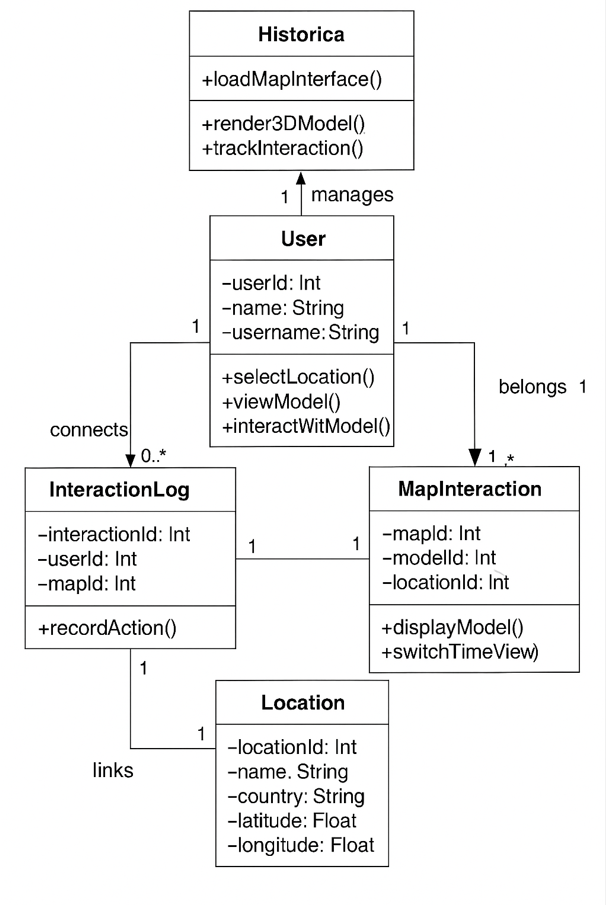 Historica
+loadMapInterface()
+render3DModel()
+trackInteraction()
1 manages
User
–userId: Int
–name: String
–username: String
+selectLocation()
+viewModel()
+interactWitModel()
1
1
connects
0..*
belongs 1
1 .*
InteractionLog
–interactionId: Int
–userId: Int
–mapId: Int
+recordAction()
MapInteraction
–mapId: Int
–modelId: Int
–locationId: Int
+displayModel()
+switchTimeView)
1
1
1
1
links
Location
–locationId: Int
–name. String
–country: String
–latitude: Float
–longitude: Float